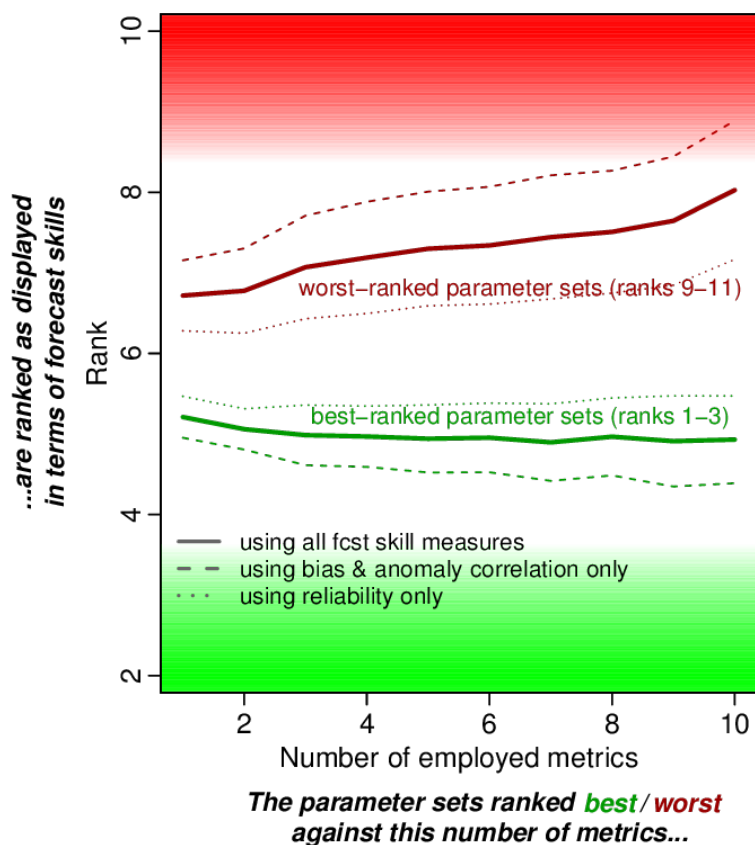 10
8
6
4
2
...are ranked as displayed
in terms of forecast skills
Rank
worst−ranked parameter sets (ranks 9−11)
best−ranked parameter sets (ranks 1−3)
using all fcst skill measures
using bias & anomaly correlation only
using reliability only
2 4 6 8 10
Number of employed metrics
The parameter sets ranked best/worst
against this number of metrics...